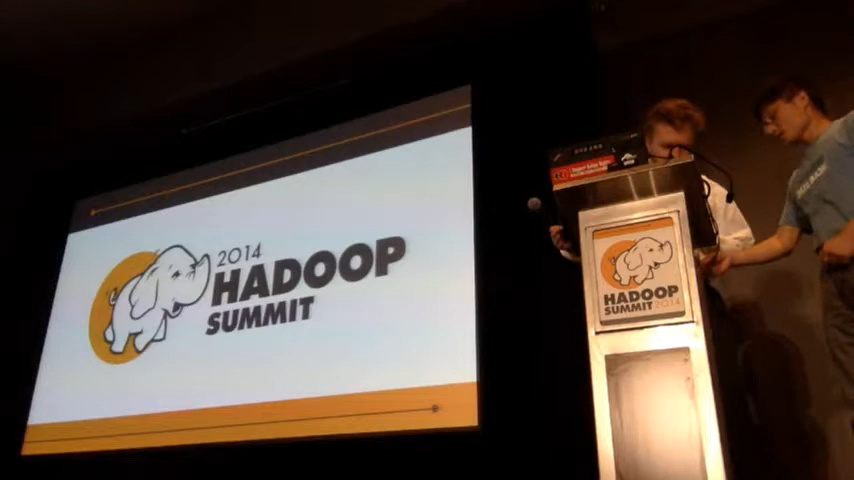 2014
HADOOP
SUMMIT
HADOOP
SUMMIT 2014